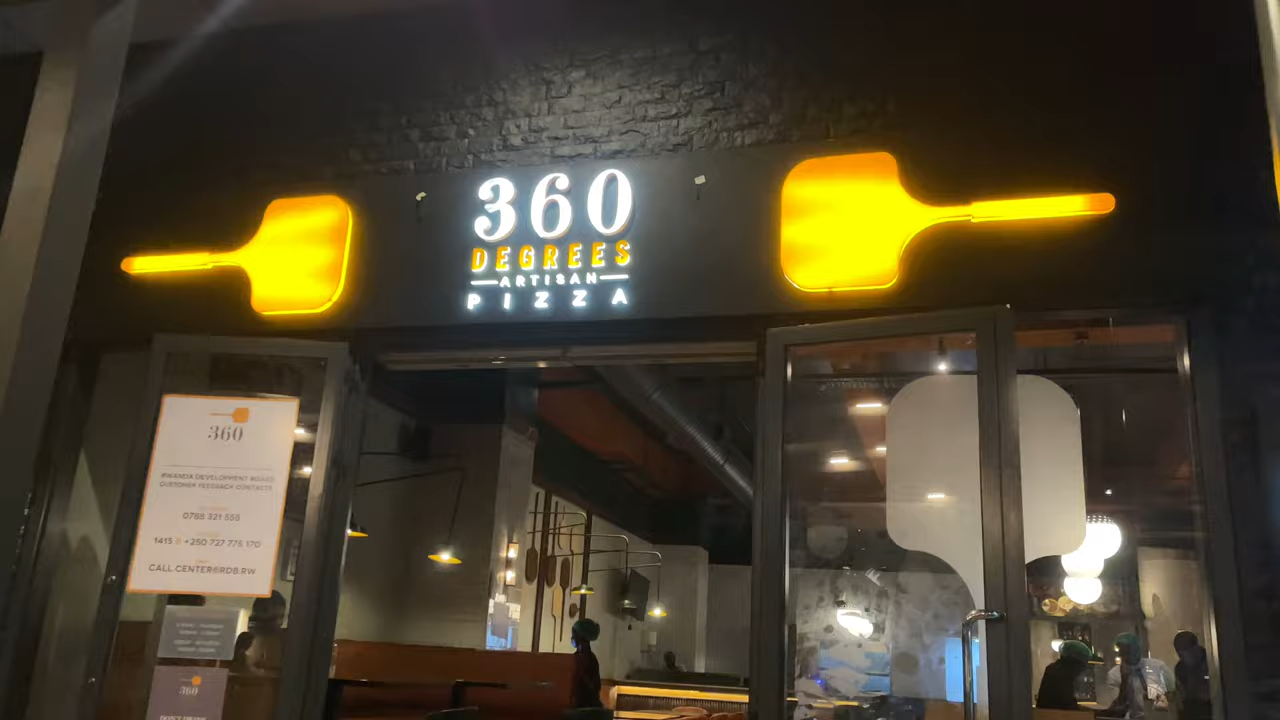 360
DEGREES
ARTISAN
PIZZA
360
RWANDA DEVELOPMENT BOARD
CUSTOMER FEEDBACK CONTACTS
0788 321 555
1415 +250 727 775 170
CALL.CENTER@RDB.RW
360